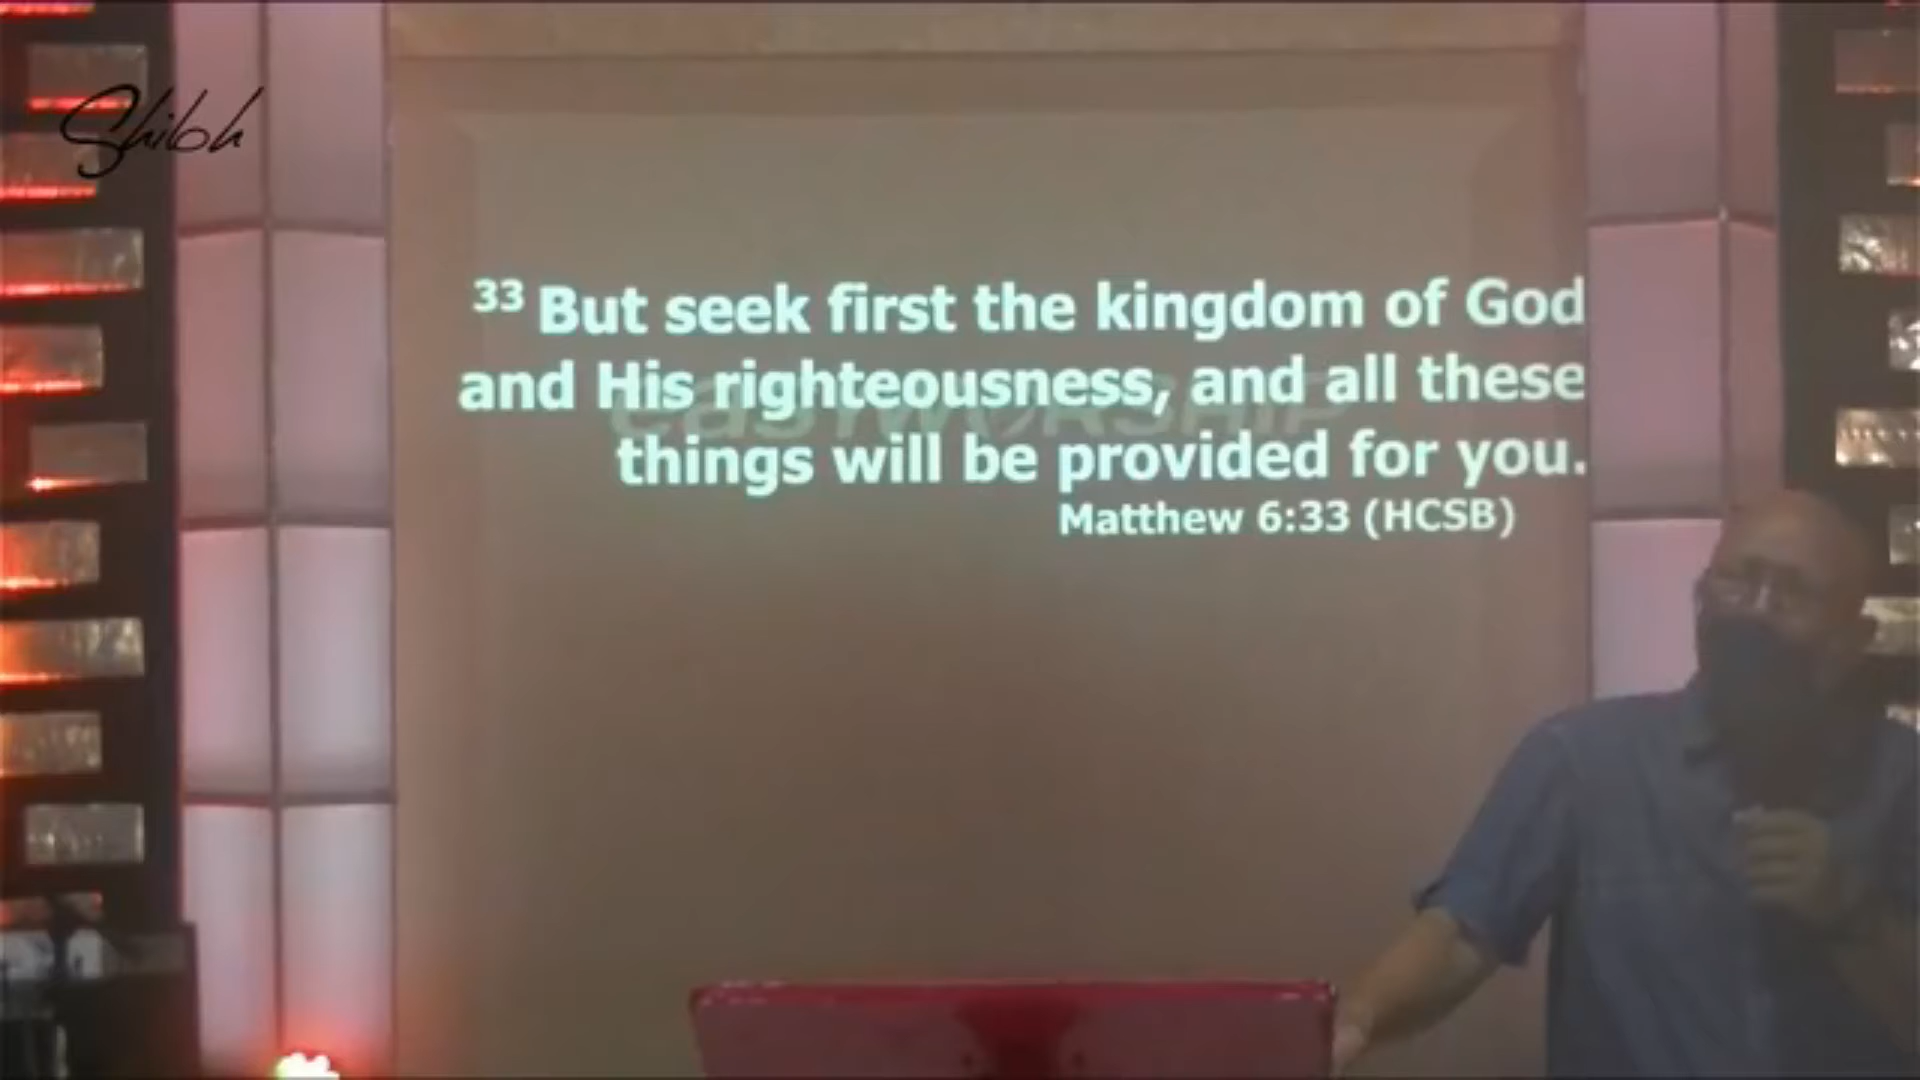 Shiloh
33 But seek first the kingdom of God
and His righteousness, and all these
easyWORSHIP
things will be provided for you.
Matthew 6:33 (HCSB)